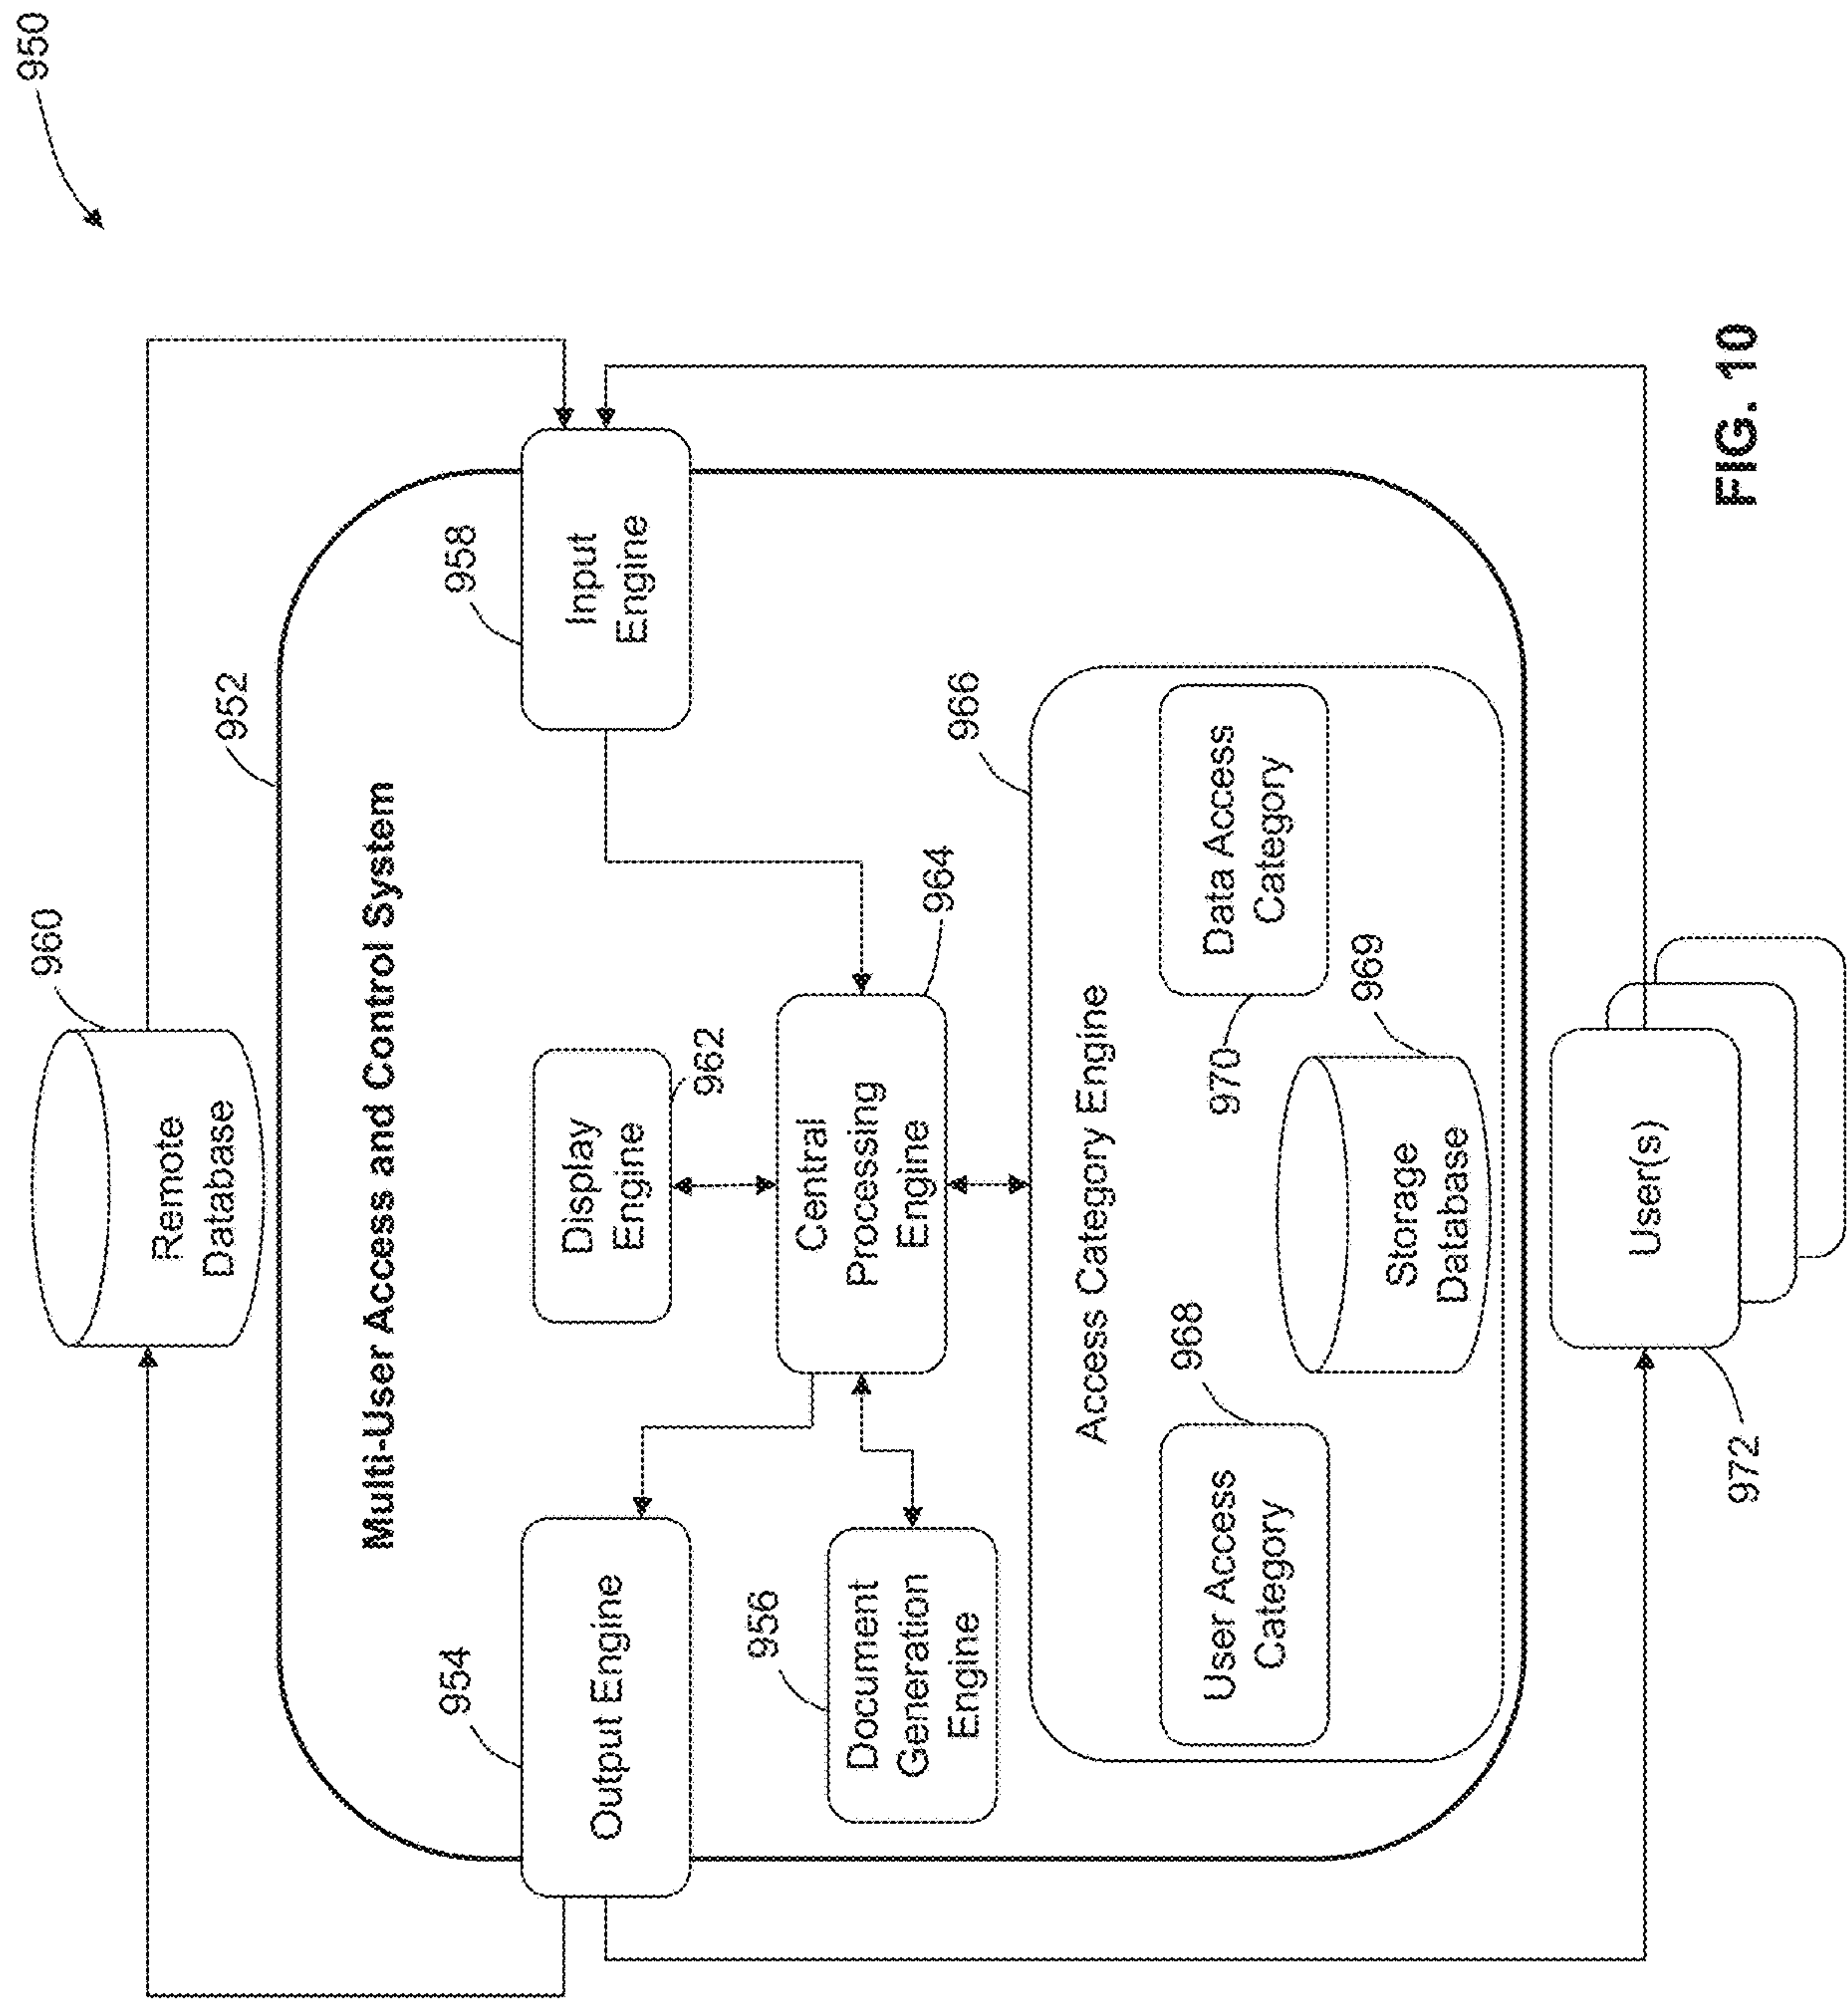 950
960
Remote
Database
952
Multi-User Access and Control System
954
Output Engine
958
Input
Engine
Display
Engine
962
956
Document
Generation
Engine
Central
Processing
Engine
964
966
Access Category Engine
968
User Access
Category
970
Data Access
Category
969
Storage
Database
User(s)
972
FIG. 10